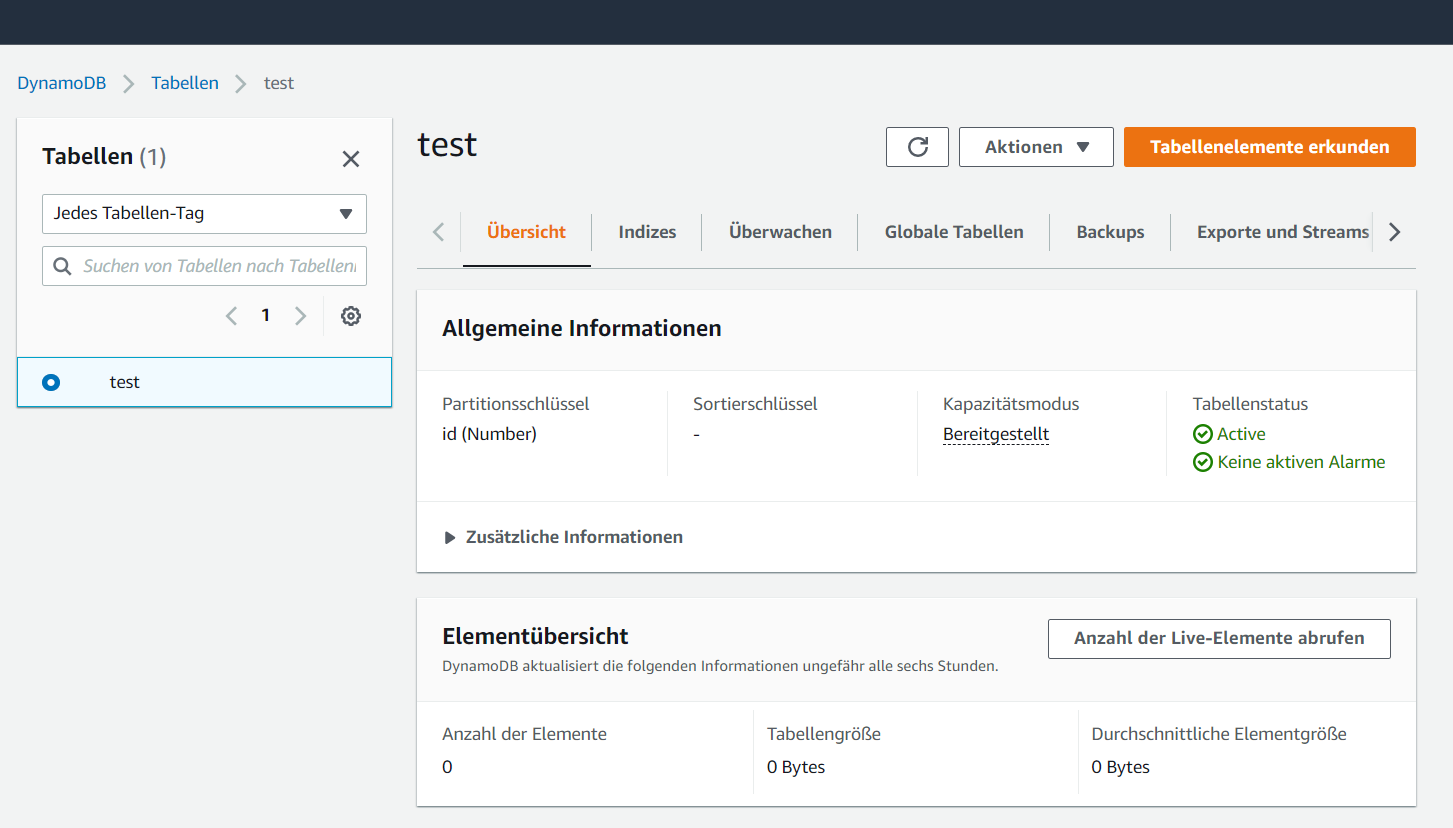 DynamoDB
Tabellen
test
Tabellen (1)
Jedes Tabellen-Tag
Suchen von Tabellen nach Tabellen
1
test
test
Aktionen
Tabellenelemente erkunden
Übersicht
Indizes
Überwachen
Globale Tabellen
Backups
Exporte und Streams
Allgemeine Informationen
Partitionsschlüssel
id (Number)
Sortierschlüssel
-
Kapazitätsmodus
Bereitgestellt
Tabellenstatus
Active
Keine aktiven Alarme
Zusätzliche Informationen
Elementübersicht
DynamoDB aktualisiert die folgenden Informationen ungefähr alle sechs Stunden.
Anzahl der Live-Elemente abrufen
Anzahl der Elemente
0
Tabellengröße
0 Bytes
Durchschnittliche Elementgröße
0 Bytes